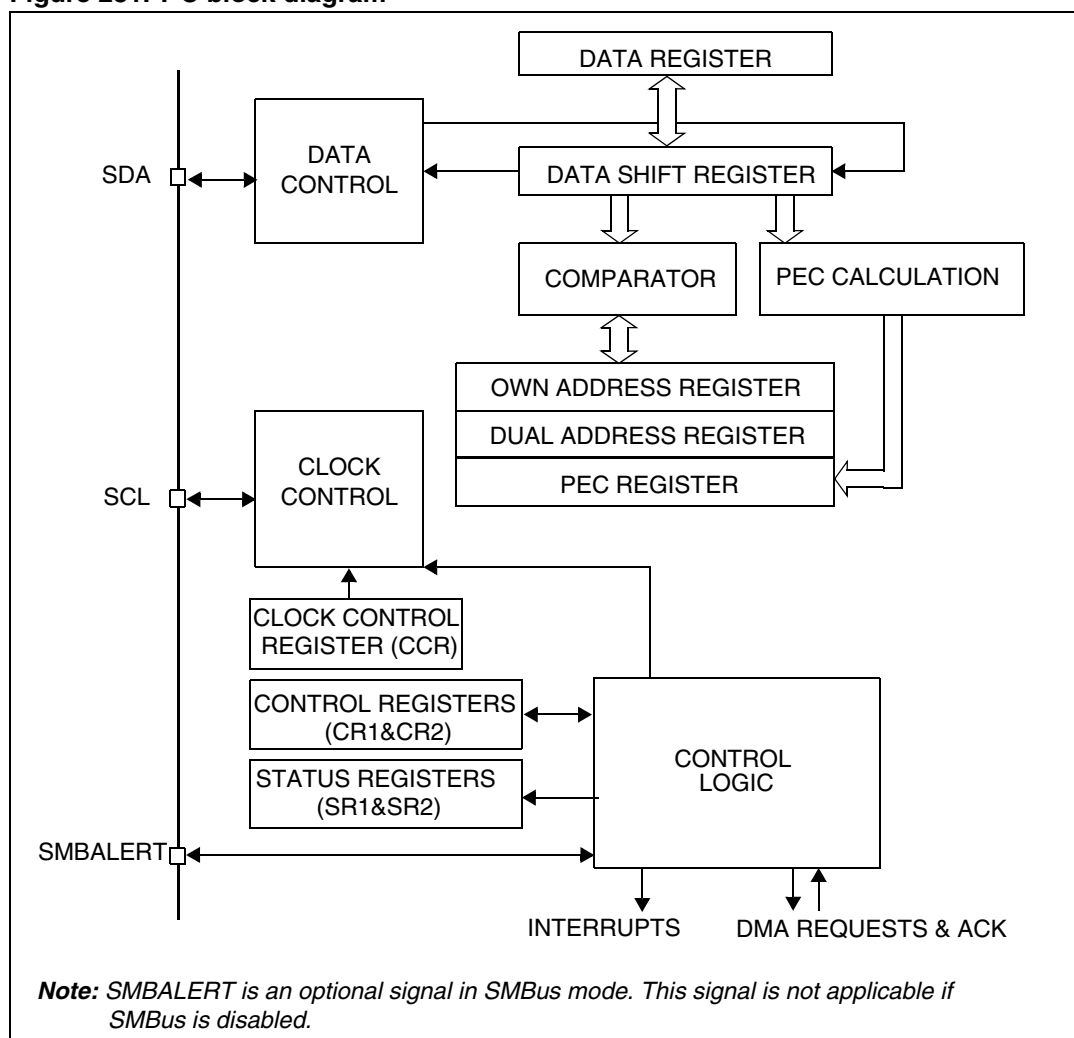 DATA REGISTER
DATA
CONTROL
SDA
DATA SHIFT REGISTER
COMPARATOR
PEC CALCULATION
OWN ADDRESS REGISTER
DUAL ADDRESS REGISTER
PEC REGISTER
CLOCK
CONTROL
SCL
CLOCK CONTROL
REGISTER (CCR)
CONTROL REGISTERS
(CR1&CR2)
STATUS REGISTERS
(SR1&SR2)
CONTROL
LOGIC
SMBALERT
INTERRUPTS
DMA REQUESTS & ACK
Note: SMBALERT is an optional signal in SMBus mode. This signal is not applicable if
SMBus is disabled.